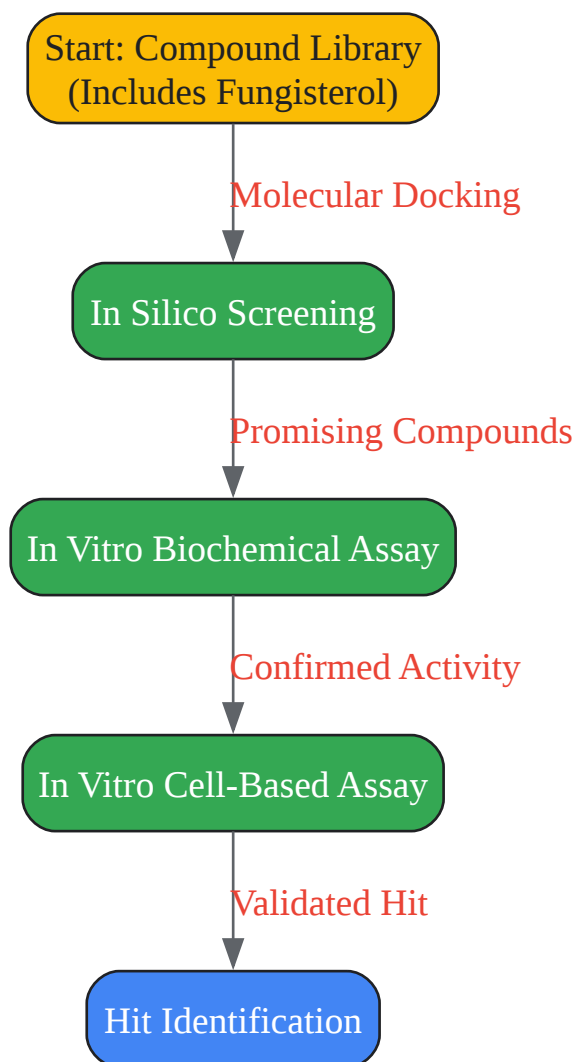 Start: Compound Library
(Includes Fungisterol)
Molecular Docking
In Silico Screening
Promising Compounds
In Vitro Biochemical Assay
Confirmed Activity
In Vitro Cell-Based Assay
Validated Hit
Hit Identification